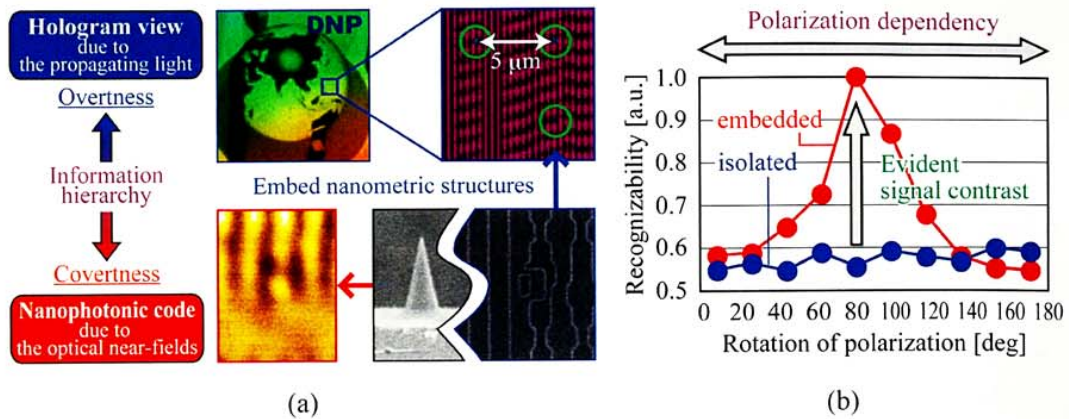 Hologram view
due to
the propagating light
Overtness
Information
hierarchy
Covertness
Nanophotonic code
due to
the optical near-fields
DNP
5 μm
Embed nanometric structures
(a)
Polarization dependency
Recognizability [a.u.]
1.0
0.9
0.8
0.7
0.6
0.5
embedded
isolated
Evident
signal contrast
0 20 40 60 80 100 120 140 160 180
Rotation of polarization [deg]
(b)